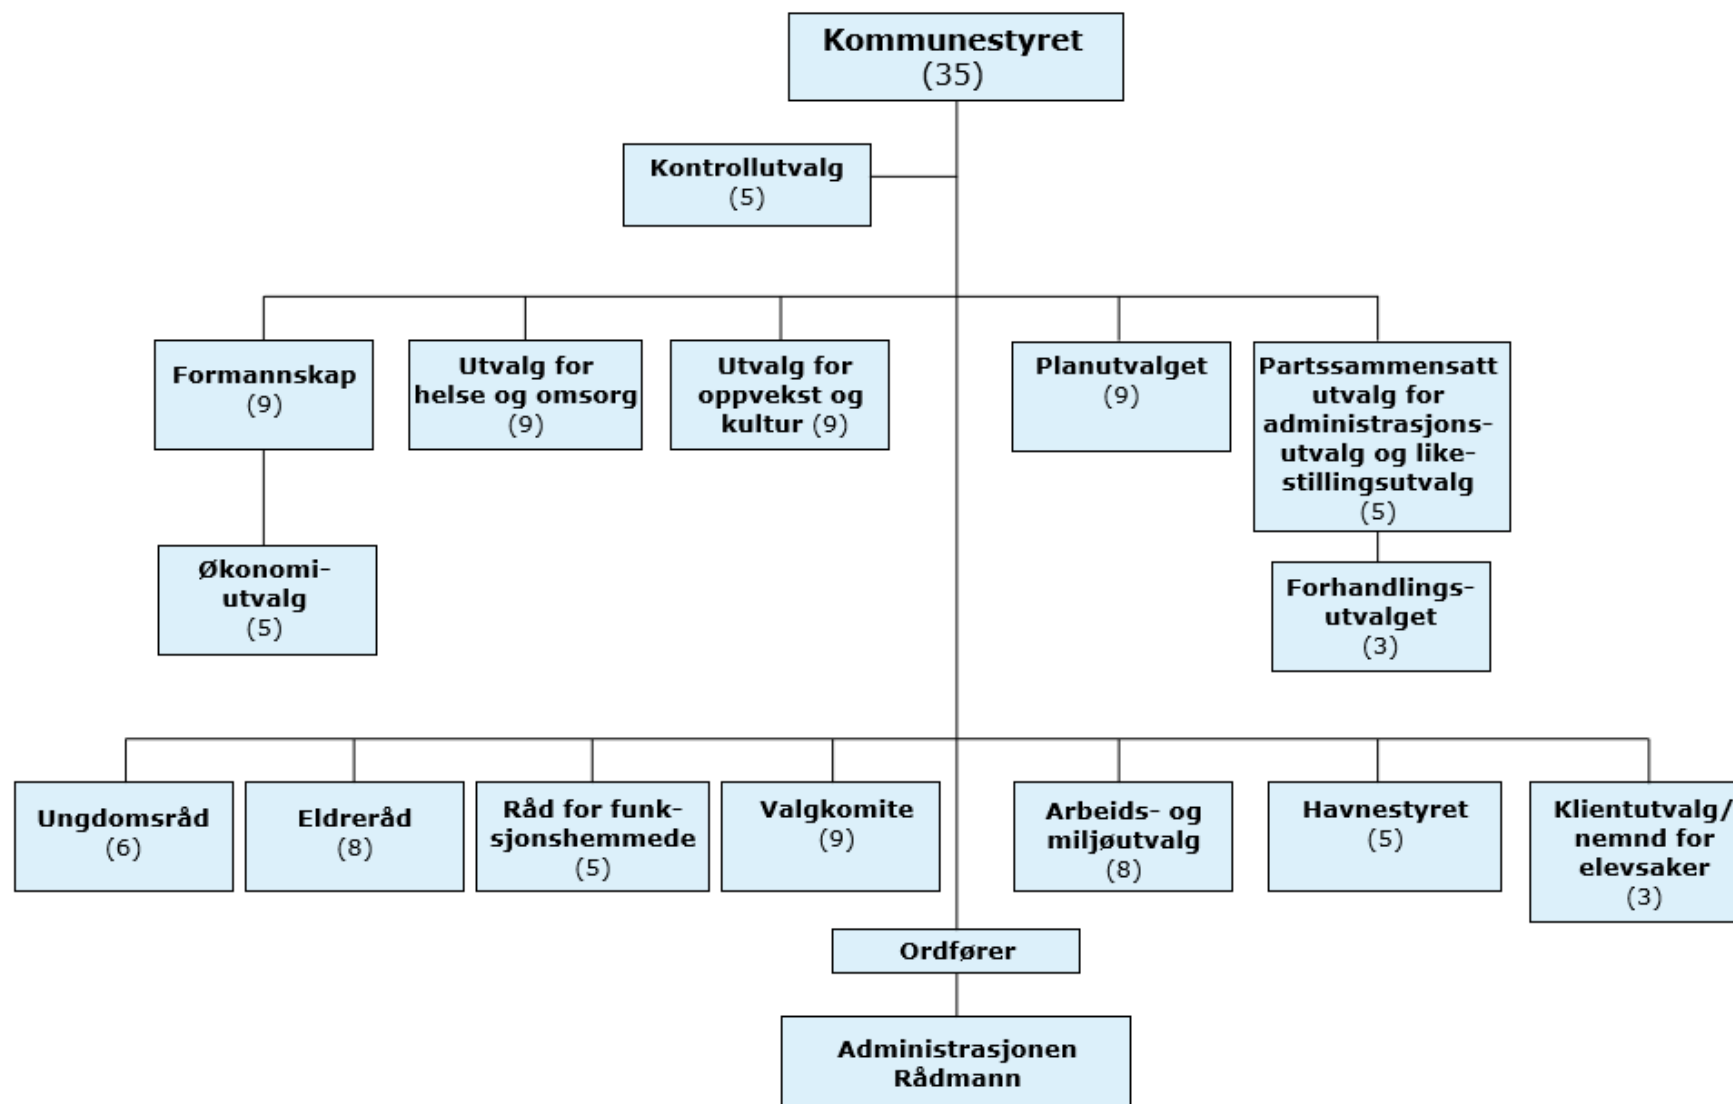 Kommunestyret
(35)
Kontrollutvalg
(5)
Formannskap
(9)
Utvalg for
helse og omsorg
(9)
Utvalg for
oppvekst og
kultur (9)
Planutvalget
(9)
Partssammensatt
utvalg for
administrasjons-
utvalg og like-
stillingsutvalg
(5)
Økonomi-
utvalg
(5)
Forhandlings-
utvalget
(3)
Ungdomsråd
(6)
Eldreråd
(8)
Råd for funk-
sjonshemmede
(5)
Valgkomite
(9)
Arbeids- og
miljøutvalg
(8)
Havnestyret
(5)
Klientutvalg/
nemnd for
elevsaker
(3)
Ordfører
Administrasjonen
Rådmann